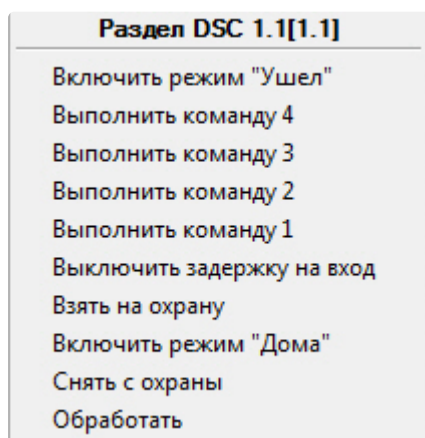 Раздел DSC 1.1[1.1]
Включить режим "Ушел"
Выполнить команду 4
Выполнить команду 3
Выполнить команду 2
Выполнить команду 1
Выключить задержку на вход
Взять на охрану
Включить режим "Дома"
Снять с охраны
Обработать